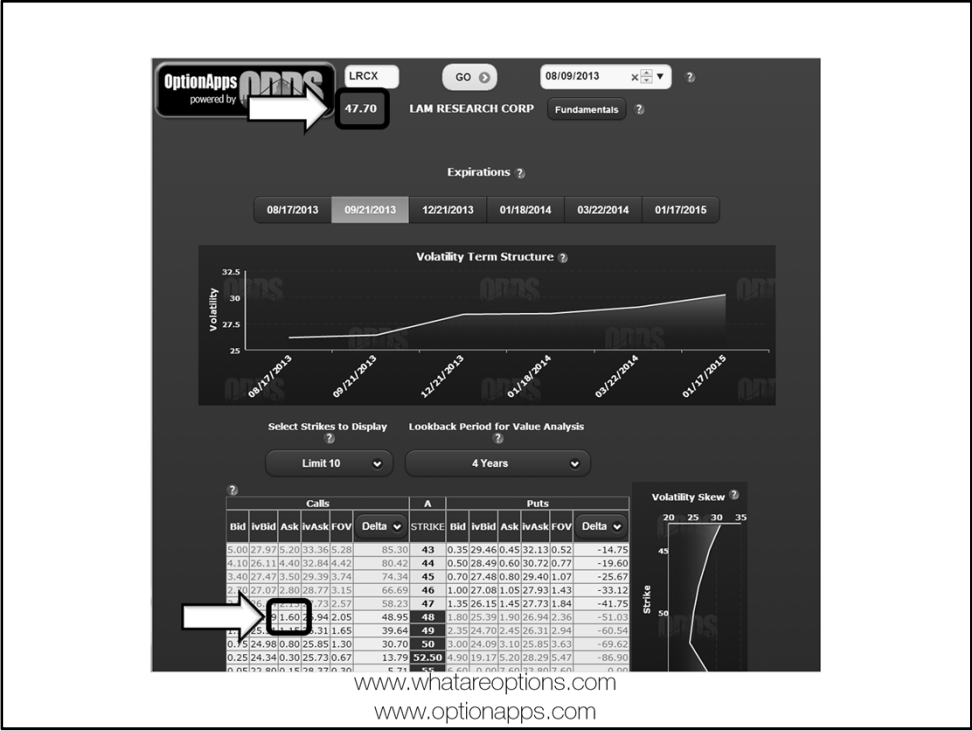 OptionApps
powered by
LRCX
GO
08/09/2013
?
47.70
LAM RESEARCH CORP
Fundamentals
?
Expirations ?
08/17/2013 09/21/2013 12/21/2013 01/18/2014 03/22/2014 01/17/2015
Volatility Term Structure ?
Volatility
32.5
30
27.5
25
08/17/2013 09/21/2013 12/21/2013 01/18/2014 03/22/2014 01/17/2015
Select Strikes to Display
?
Limit 10
Lookback Period for Value Analysis
?
4 Years
?
Calls A Puts
Bid ivBid Ask ivAsk FOV Delta STRIKE Bid ivBid Ask ivAsk FOV Delta
5.00 27.97 5.20 33.36 5.28 85.30 43 0.35 29.46 0.45 32.13 0.52 -14.75
4.10 26.11 4.40 32.84 4.42 80.42 44 0.50 28.49 0.60 30.72 0.77 -19.60
3.40 27.47 3.50 29.39 3.74 74.34 45 0.70 27.48 0.80 29.40 1.07 -25.67
27.07 2.80 28.77 3.15 66.69 46 1.00 27.08 1.05 27.93 1.43 -33.12
2.57 58.23 47 1.35 26.15 1.45 27.73 1.84 -41.75
1.60 2.05 48.95 48 1.80 25.39 1.90 26.94 2.36 -51.03
1.65 39.64 49 2.35 24.70 2.45 26.31 2.94 -60.54
0.75 24.98 0.80 25.85 1.30 30.70 50 3.00 24.09 3.10 25.85 3.63 -69.62
0.25 24.34 0.30 25.73 0.67 13.79 52.50 4.90 19.17 5.20 28.29 5.47 -86.90
Volatility Skew ?
20 25 30 35
Strike
45
50
www.whatareoptions.com
www.optionapps.com